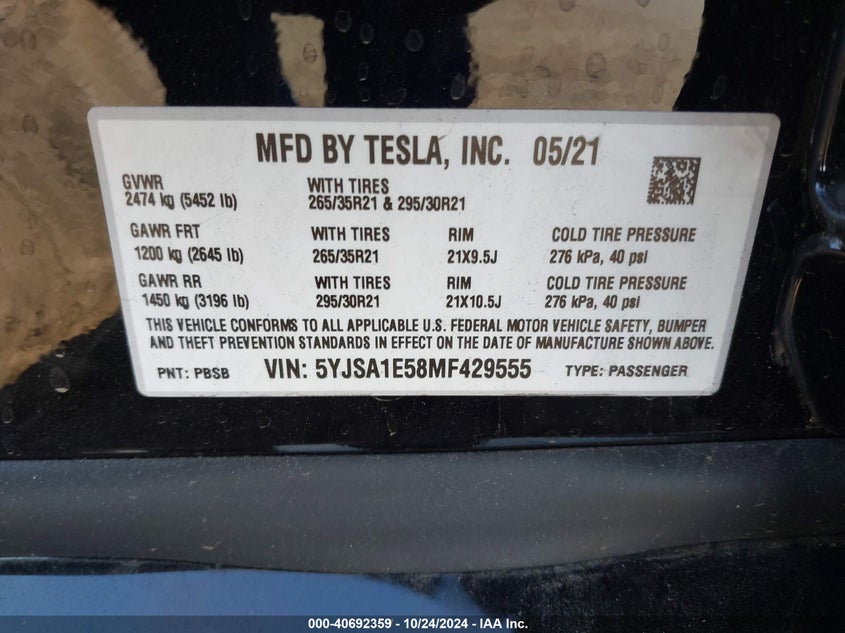 MFD BY TESLA, INC. 05/21
GVWR WITH TIRES
2474 kg (5452 lb) 265/35R21 & 295/30R21
GAWR FRT WITH TIRES RIM COLD TIRE PRESSURE
1200 kg (2645 lb) 265/35R21 21X9.5J 276 kPa, 40 psi
GAWR RR WITH TIRES RIM COLD TIRE PRESSURE
1450 kg (3196 lb) 295/30R21 21X10.5J 276 kPa, 40 psi
THIS VEHICLE CONFORMS TO ALL APPLICABLE U.S. FEDERAL MOTOR VEHICLE SAFETY, BUMPER
AND THEFT PREVENTION STANDARDS IN EFFECT ON THE DATE OF MANUFACTURE SHOWN ABOVE.
PNT: PBSB VIN: 5YJSA1E58MF429555 TYPE: PASSENGER
000-40692359 - 10/24/2024 - IAA Inc.